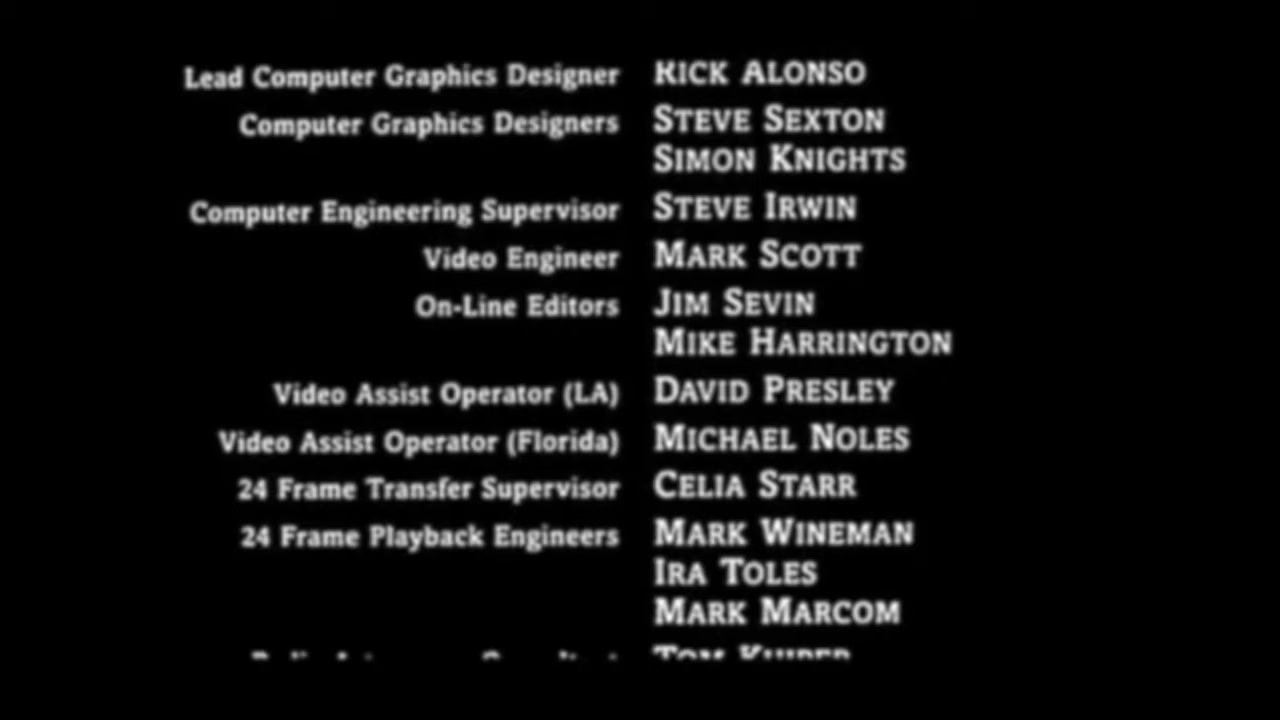 Lead Computer Graphics Designer RICK ALONSO
Computer Graphics Designers STEVE SEXTON
SIMON KNIGHTS
Computer Engineering Supervisor STEVE IRWIN
Video Engineer MARK SCOTT
On-Line Editors JIM SEVIN
MIKE HARRINGTON
Video Assist Operator (LA) DAVID PRESLEY
Video Assist Operator (Florida) MICHAEL NOLES
24 Frame Transfer Supervisor CELIA STARR
24 Frame Playback Engineers MARK WINEMAN
IRA TOLES
MARK MARCOM
TOM